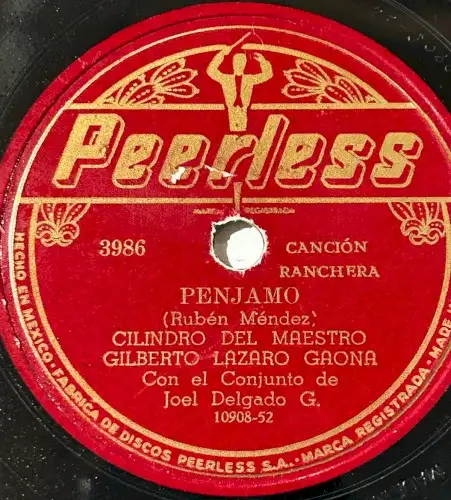 Peerless
MARCA REGISTRADA
3986
CANCIÓN
RANCHERA
PENJAMO
(Rubén Méndez)
CILINDRO DEL MAESTRO
GILBERTO LAZARO GAONA
Con el Conjunto de
Joel Delgado G.
10908-52
HECHO EN MEXICO·FABRICA DE DISCOS PEERLESS S.A.·MARCA REGISTRADA·MADE